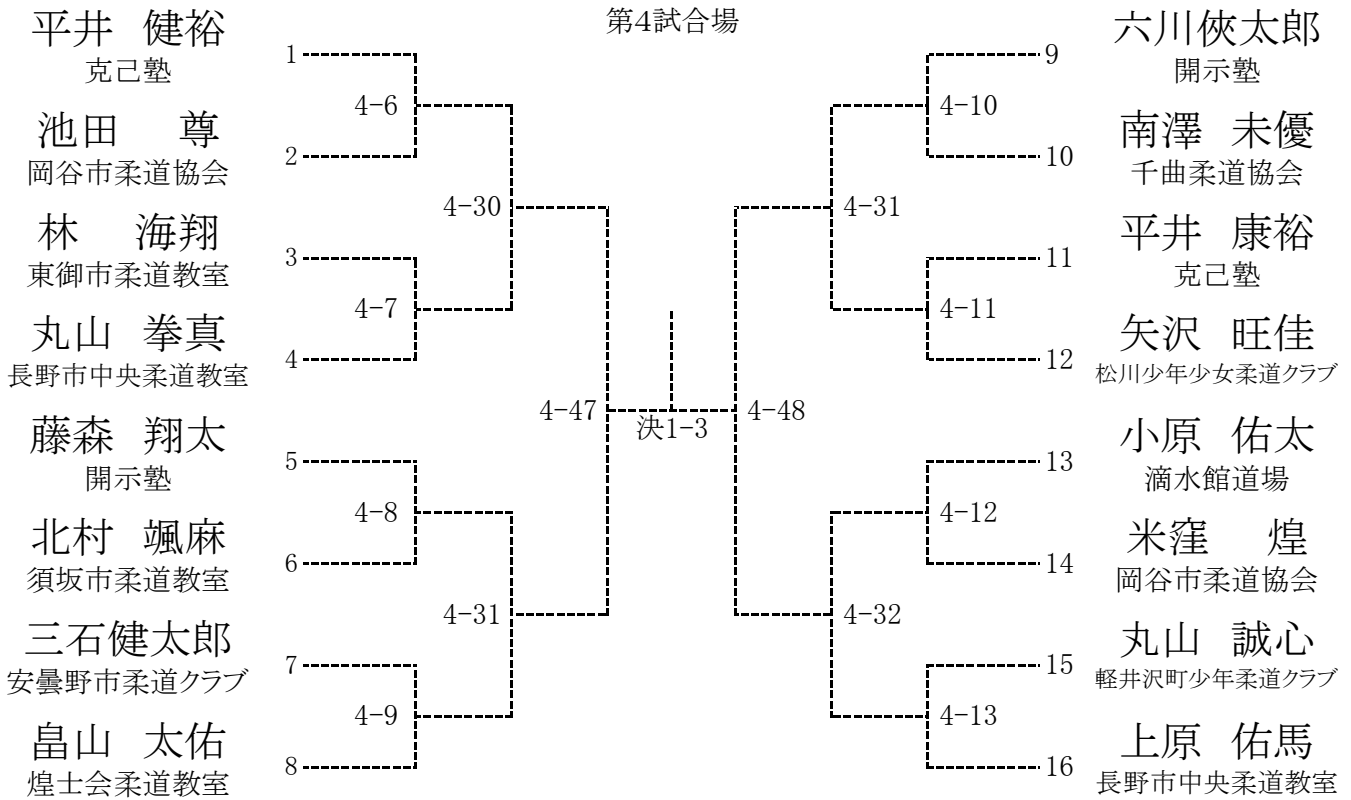 第4試合場
平井 健裕
克己塾
1
4-6
池田 尊
岡谷市柔道協会
2
4-30
林 海翔
東御市柔道教室
3
4-7
丸山 拳真
長野市中央柔道教室
4
4-47
藤森 翔太
開示塾
5
4-8
北村 颯麻
須坂市柔道教室
6
4-31
三石健太郎
安曇野市柔道クラブ
7
4-9
畠山 太佑
煌士会柔道教室
8
決1-3
六川俠太郎
開示塾
9
4-10
南澤 未優
千曲柔道協会
10
4-31
平井 康裕
克己塾
11
4-11
矢沢 旺佳
松川少年少女柔道クラブ
12
4-48
小原 佑太
滴水館道場
13
4-12
米窪 煌
岡谷市柔道協会
14
4-32
丸山 誠心
軽井沢町少年柔道クラブ
15
4-13
上原 佑馬
長野市中央柔道教室
16